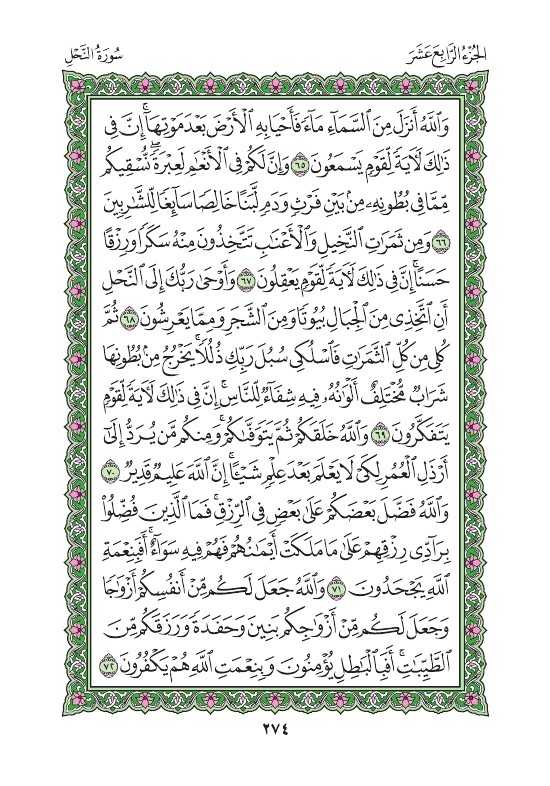 الجُزْءُ الرَّابِعَ عَشَرَ
سُورَةُ النَّحْلِ
وَٱللَّهُ أَنزَلَ مِنَ ٱلسَّمَآءِ مَآءً فَأَحْيَا بِهِ ٱلْأَرْضَ بَعْدَ مَوْتِهَآۚ إِنَّ فِى
ذَٰلِكَ لَءَايَةً لِّقَوْمٍ يَسْمَعُونَ ٦٥ وَإِنَّ لَكُمْ فِى ٱلْأَنْعَٰمِ لَعِبْرَةًۖ نُّسْقِيكُم
مِّمَّا فِى بُطُونِهِۦ مِنۢ بَيْنِ فَرْثٍ وَدَمٍ لَّبَنًا خَالِصًا سَآئِغًا لِّلشَّٰرِبِينَ
٦٦ وَمِن ثَمَرَٰتِ ٱلنَّخِيلِ وَٱلْأَعْنَٰبِ تَتَّخِذُونَ مِنْهُ سَكَرًا وَرِزْقًا
حَسَنًاۗ إِنَّ فِى ذَٰلِكَ لَءَايَةً لِّقَوْمٍ يَعْقِلُونَ ٦٧ وَأَوْحَىٰ رَبُّكَ إِلَى ٱلنَّحْلِ
أَنِ ٱتَّخِذِى مِنَ ٱلْجِبَالِ بُيُوتًا وَمِنَ ٱلشَّجَرِ وَمِمَّا يَعْرِشُونَ ٦٨ ثُمَّ
كُلِى مِن كُلِّ ٱلثَّمَرَٰتِ فَٱسْلُكِى سُبُلَ رَبِّكِ ذُلُلًاۚ يَخْرُجُ مِنۢ بُطُونِهَا
شَرَابٌ مُّخْتَلِفٌ أَلْوَٰنُهُۥ فِيهِ شِفَآءٌ لِّلنَّاسِۗ إِنَّ فِى ذَٰلِكَ لَءَايَةً لِّقَوْمٍ
يَتَفَكَّرُونَ ٦٩ وَٱللَّهُ خَلَقَكُمْ ثُمَّ يَتَوَفَّىٰكُمْۚ وَمِنكُم مَّن يُرَدُّ إِلَىٰٓ
أَرْذَلِ ٱلْعُمُرِ لِكَىْ لَا يَعْلَمَ بَعْدَ عِلْمٍ شَيْـًٔاۚ إِنَّ ٱللَّهَ عَلِيمٌ قَدِيرٌ ٧٠
وَٱللَّهُ فَضَّلَ بَعْضَكُمْ عَلَىٰ بَعْضٍ فِى ٱلرِّزْقِۚ فَمَا ٱلَّذِينَ فُضِّلُوا۟
بِرَآدِّى رِزْقِهِمْ عَلَىٰ مَا مَلَكَتْ أَيْمَٰنُهُمْ فَهُمْ فِيهِ سَوَآءٌۚ أَفَبِنِعْمَةِ
ٱللَّهِ يَجْحَدُونَ ٧١ وَٱللَّهُ جَعَلَ لَكُم مِّنْ أَنفُسِكُمْ أَزْوَٰجًا
وَجَعَلَ لَكُم مِّنْ أَزْوَٰجِكُم بَنِينَ وَحَفَدَةً وَرَزَقَكُم مِّنَ
ٱلطَّيِّبَٰتِۚ أَفَبِٱلْبَٰطِلِ يُؤْمِنُونَ وَبِنِعْمَتِ ٱللَّهِ هُمْ يَكْفُرُونَ ٧٢
٢٧٤